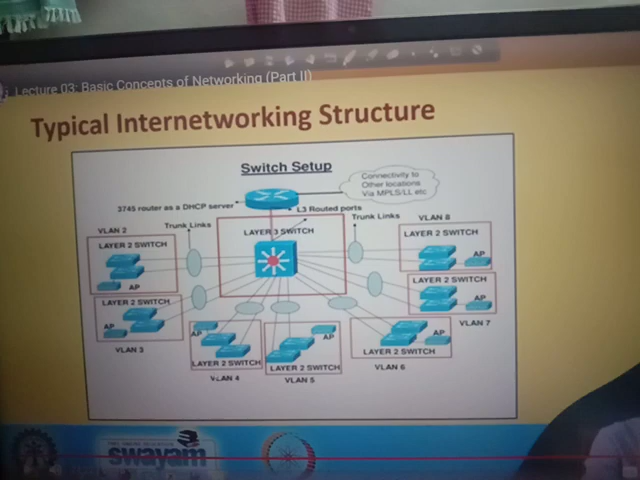 Lecture 03: Basic Concepts of Networking (Part II)
Typical Internetworking Structure
Switch Setup
Connectivity to
Other locations
Via MPLS/LL etc
3745 router as a DHCP server
L3 Routed ports
Trunk Links
Trunk Links
VLAN 8
VLAN 2
LAYER 3 SWITCH
LAYER 2 SWITCH
LAYER 2 SWITCH
AP
AP
LAYER 2 SWITCH
LAYER 2 SWITCH
AP
AP
VLAN 7
VLAN 3
AP
AP
AP
LAYER 2 SWITCH
LAYER 2 SWITCH
LAYER 2 SWITCH
VLAN 4
VLAN 5
VLAN 6
swayam